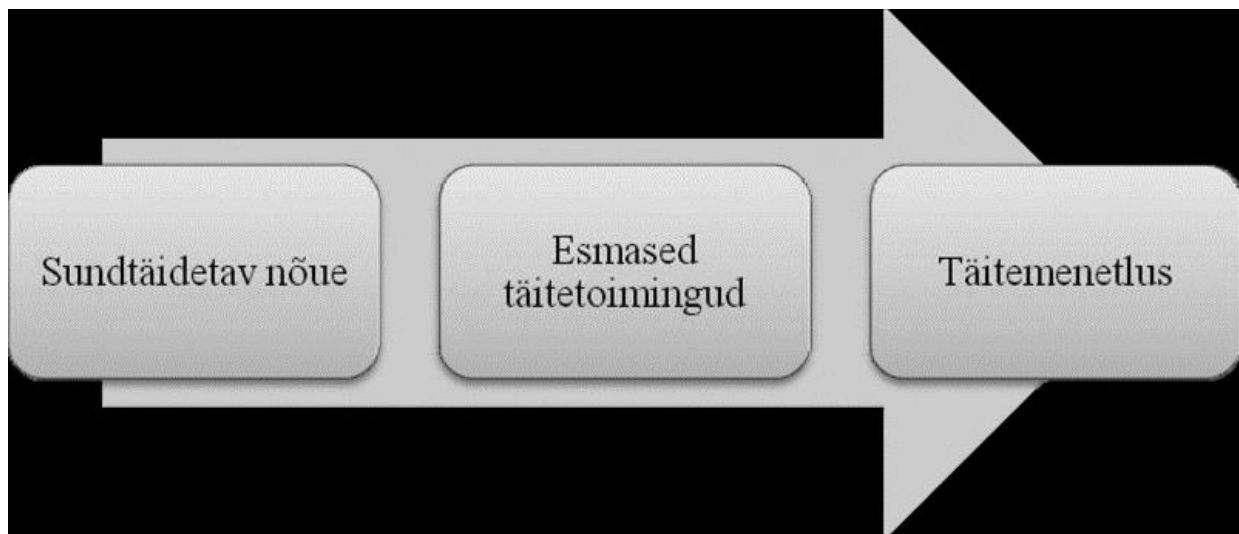 Sundtäidetav nõue
Esmased
täitetoimingud
Täitemenetlus